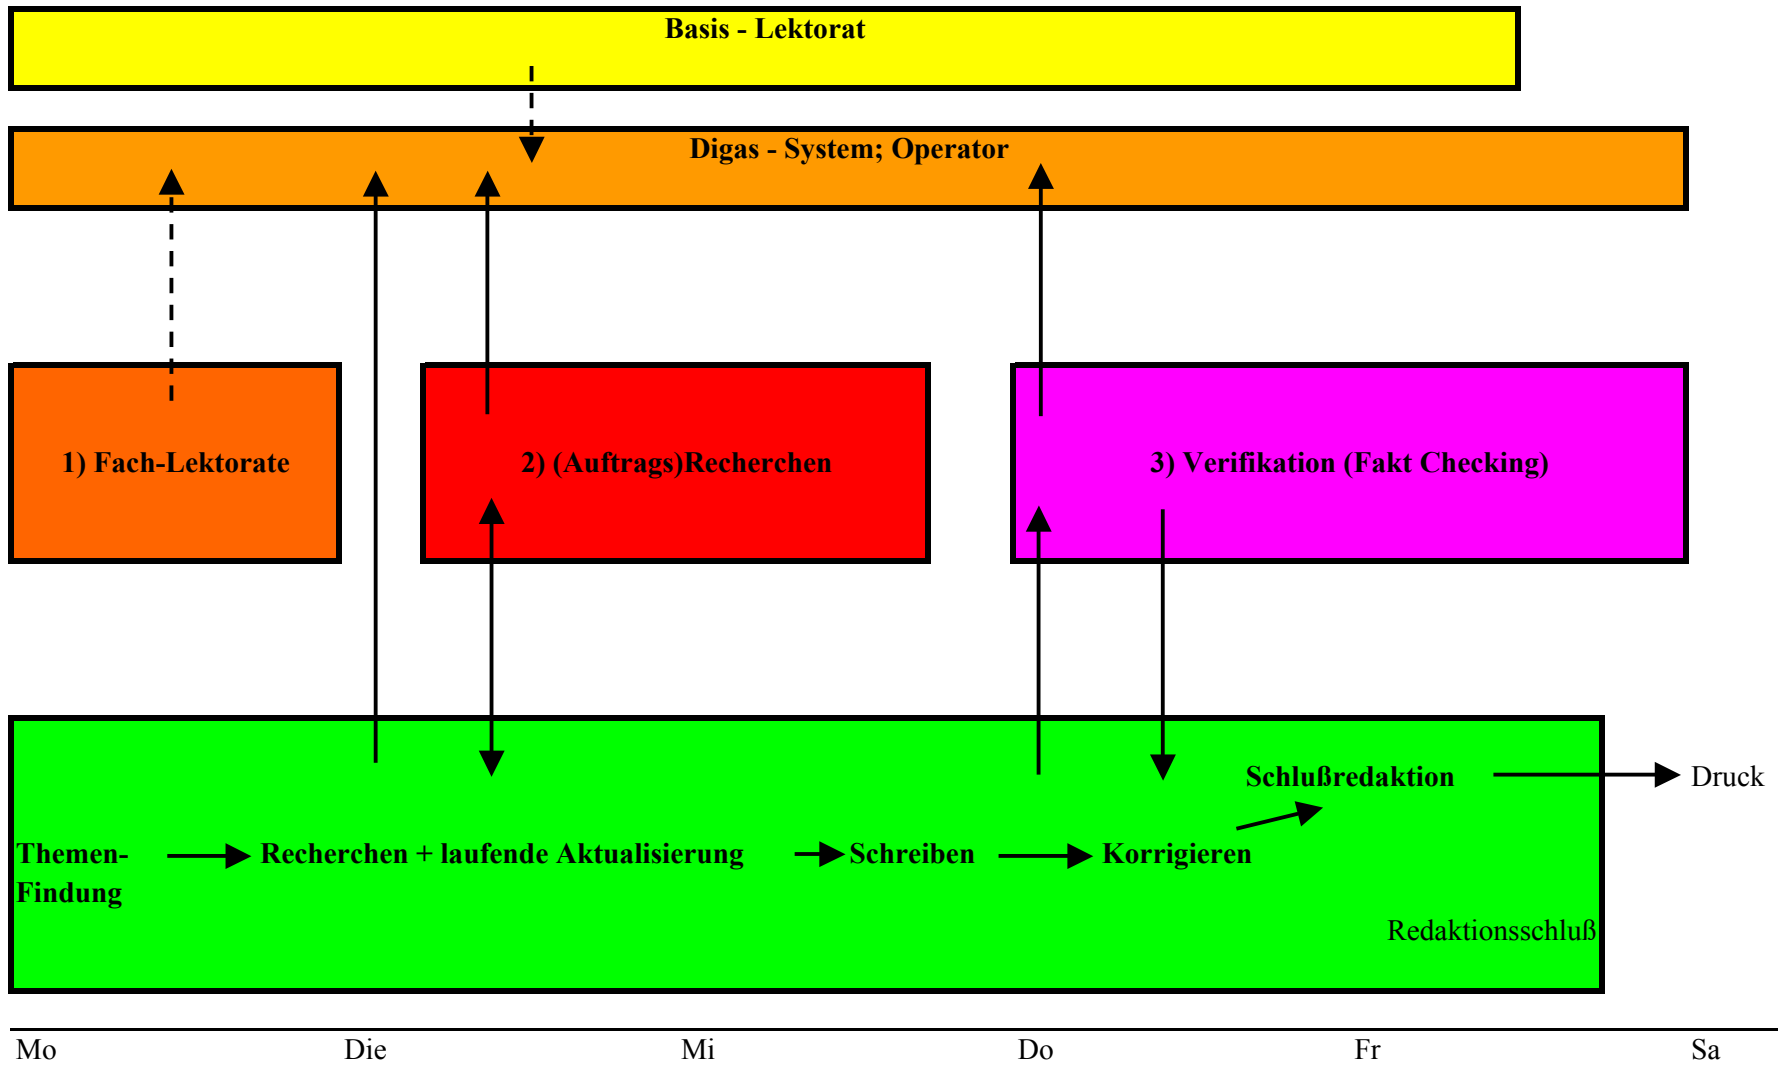 Basis - Lektorat
Digas - System; Operator
1) Fach-Lektorate
2) (Auftrags)Recherchen
3) Verifikation (Fakt Checking)
Schlußredaktion
Druck
Themen-
Findung
Recherchen + laufende Aktualisierung
Schreiben
Korrigieren
Redaktionsschluß
Mo
Die
Mi
Do
Fr
Sa